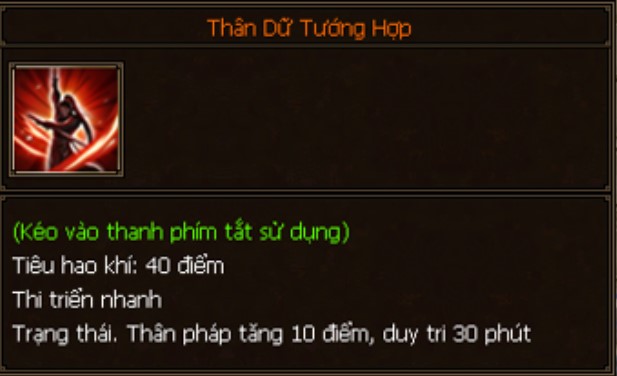 Thân Dữ Tướng Hợp
(Kéo vào thanh phím tắt sử dụng)
Tiêu hao khí: 40 điểm
Thi triển nhanh
Trạng thái. Thân pháp tăng 10 điểm, duy tri 30 phút